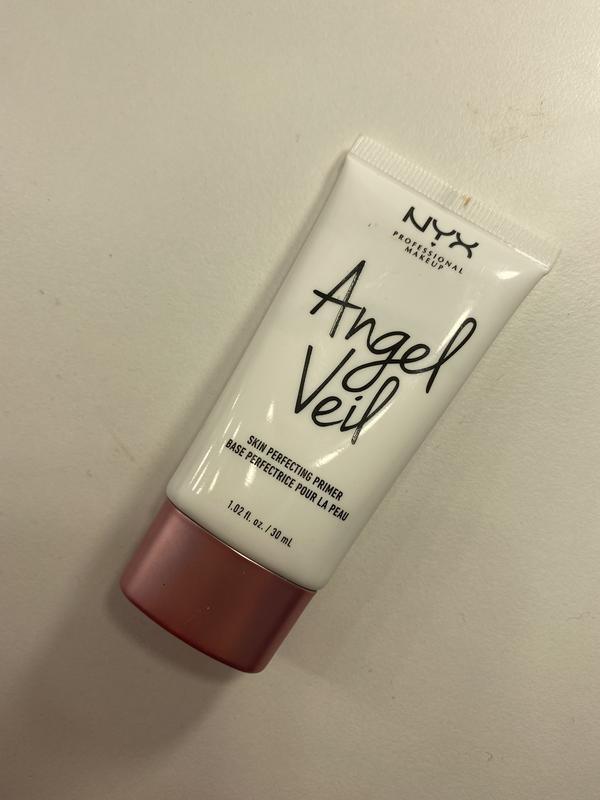 NYX
PROFESSIONAL
MAKEUP
Angel
Veil
SKIN PERFECTING PRIMER
BASE PERFECTRICE POUR LA PEAU
1.02 fl. oz. / 30 mL